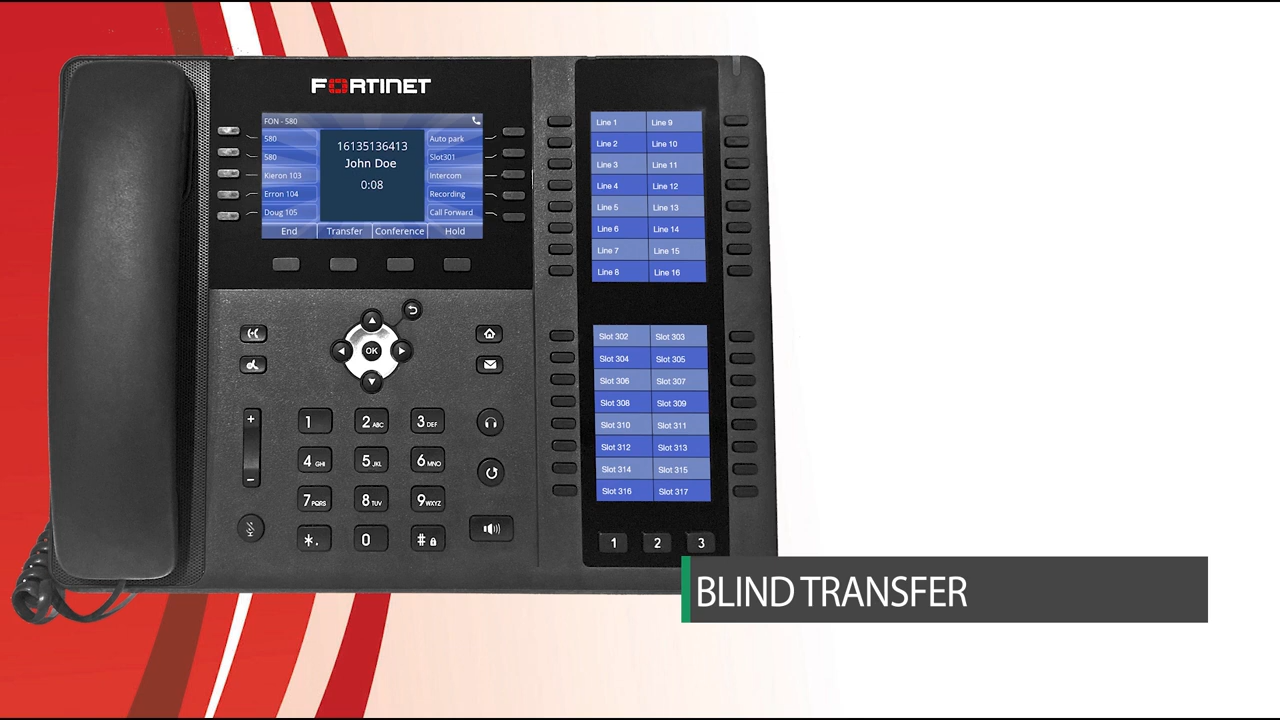 FORTINET
FON - 580
580
580
Kieron 103
Erron 104
Doug 105
16135136413
John Doe
0:08
Auto park
Slot301
Intercom
Recording
Call Forward
End Transfer Conference Hold
Line 1 Line 9
Line 2 Line 10
Line 3 Line 11
Line 4 Line 12
Line 5 Line 13
Line 6 Line 14
Line 7 Line 15
Line 8 Line 16
Slot 302 Slot 303
Slot 304 Slot 305
Slot 306 Slot 307
Slot 308 Slot 309
Slot 310 Slot 311
Slot 312 Slot 313
Slot 314 Slot 315
Slot 316 Slot 317
OK
+
−
1 2 ABC 3 DEF
4 GHI 5 JKL 6 MNO
7 PQRS 8 TUV 9 WXYZ
*. 0 #
1 2 3
BLIND TRANSFER